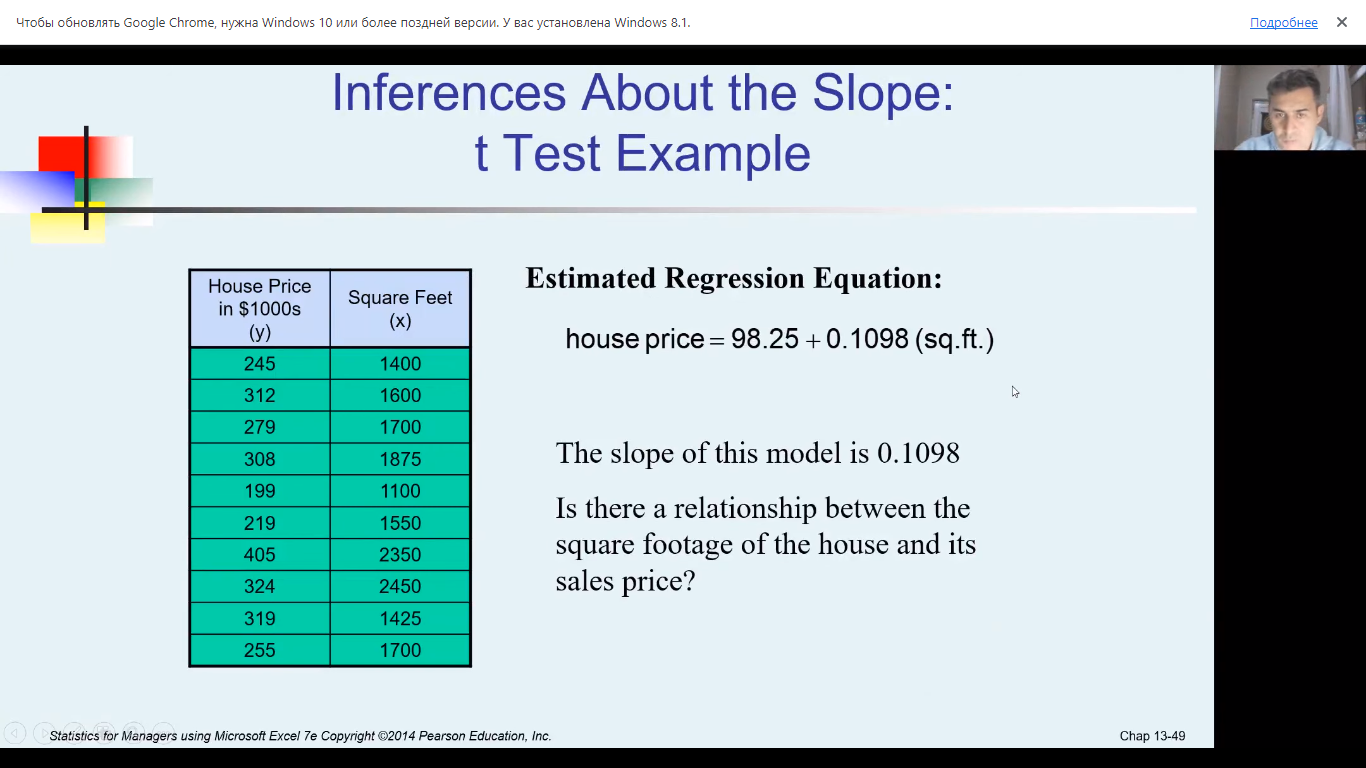 Чтобы обновлять Google Chrome, нужна Windows 10 или более поздней версии. У вас установлена Windows 8.1.
Подробнее
Inferences About the Slope:
t Test Example
House Price in $1000s (y) Square Feet (x)
245 1400
312 1600
279 1700
308 1875
199 1100
219 1550
405 2350
324 2450
319 1425
255 1700
Estimated Regression Equation:
house price = 98.25 + 0.1098 (sq.ft.)
The slope of this model is 0.1098
Is there a relationship between the
square footage of the house and its
sales price?
Statistics for Managers using Microsoft Excel 7e Copyright ©2014 Pearson Education, Inc.
Chap 13-49